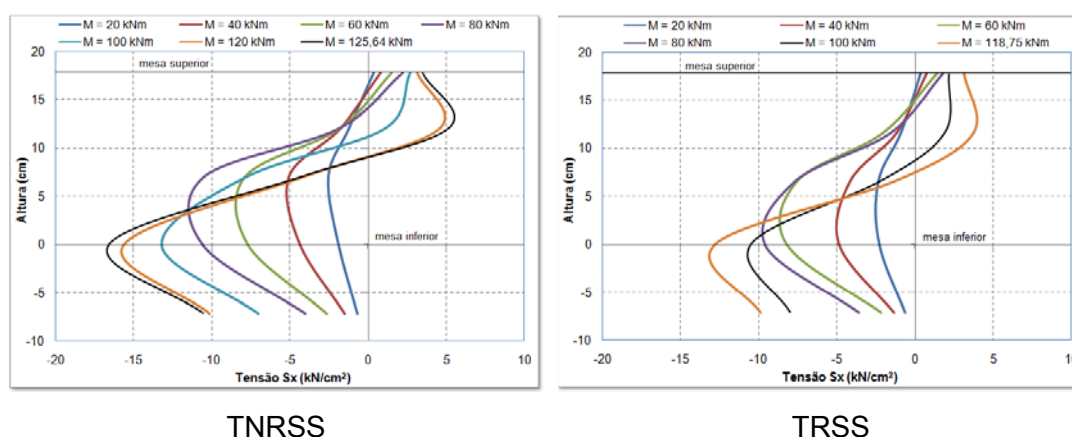 M = 20 kNm M = 40 kNm M = 60 kNm M = 80 kNm
M = 100 kNm M = 120 kNm M = 125,64 kNm
20
15
10
5
0
-5
-10
Altura (cm)
mesa superior
mesa inferior
-20 -15 -10 -5 0 5 10
Tensão Sx (kN/cm²)
TNRSS
M = 20 kNm M = 40 kNm M = 60 kNm
M = 80 kNm M = 100 kNm M = 118,75 kNm
20
15
10
5
0
-5
-10
Altura (cm)
mesa superior
mesa inferior
-20 -15 -10 -5 0 5 10
Tensão Sx (kN/cm²)
TRSS